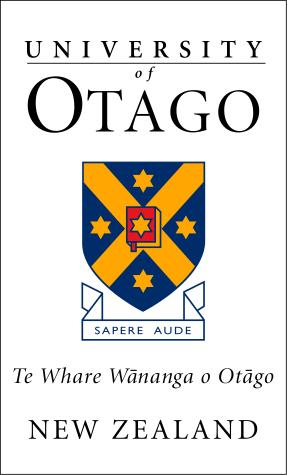 UNIVERSITY
of
OTAGO
SAPERE AUDE
Te Whare Wānanga o Otāgo
NEW ZEALAND